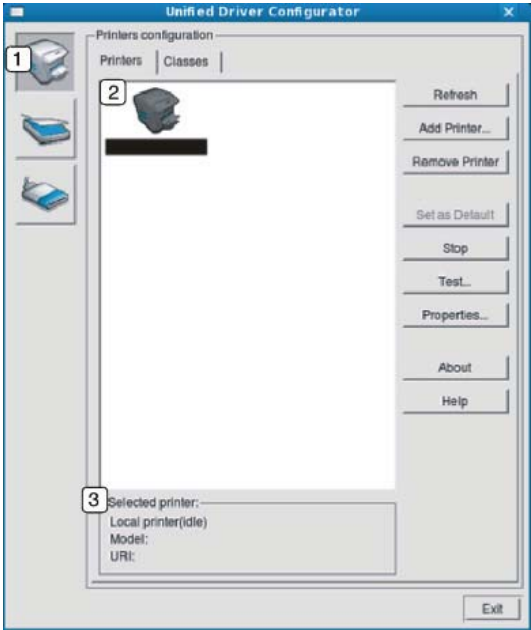 Unified Driver Configurator
1
Printers configuration
Printers
Classes
2
Refresh
Add Printer...
Remove Printer
Set as Default
Stop
Test...
Properties...
About
Help
3
Selected printer:
Local printer(idle)
Model:
URI:
Exit